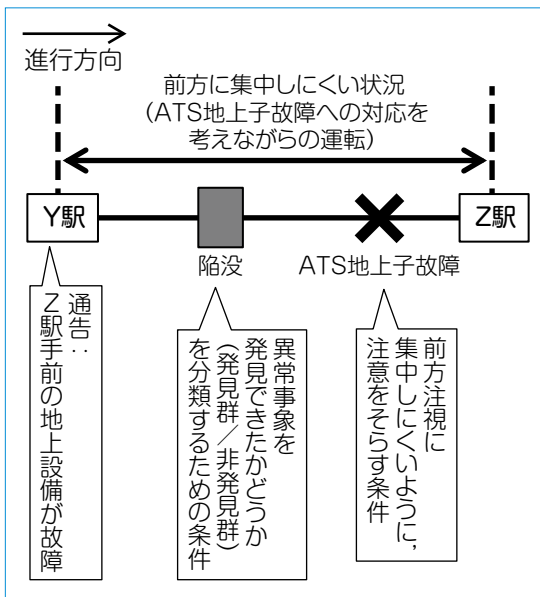 進行方向
前方に集中しにくい状況
(ATS地上子故障への対応を
考えながらの運転)
Y駅
Z駅
陥没
ATS地上子故障
通告:
Z駅手前の地上設備が故障
異常事象を
発見できたかどうか
(発見群/非発見群)
を分類するための条件
前方注視に
集中しにくいように,
注意をそらす条件